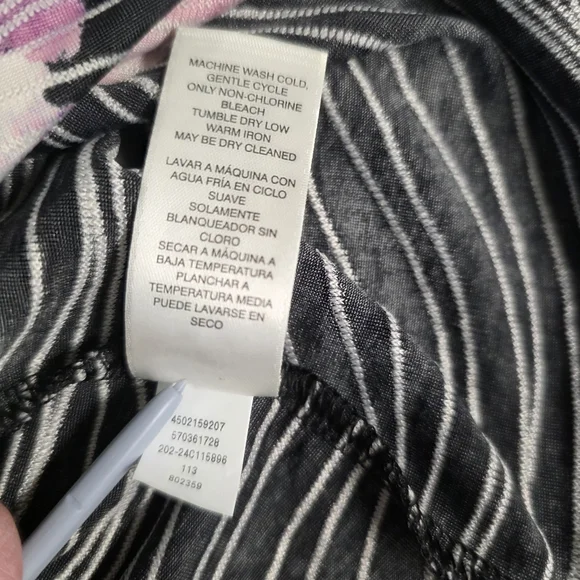 MACHINE WASH COLD,
GENTLE CYCLE
ONLY NON-CHLORINE
BLEACH
TUMBLE DRY LOW
WARM IRON
MAY BE DRY CLEANED
LAVAR A MÁQUINA CON
AGUA FRÍA EN CICLO
SUAVE
SOLAMENTE
BLANQUEADOR SIN
CLORO
SECAR A MÁQUINA A
BAJA TEMPERATURA
PLANCHAR A
TEMPERATURA MEDIA
PUEDE LAVARSE EN
SECO
4502159207
570361728
202-24C115896
113
802359